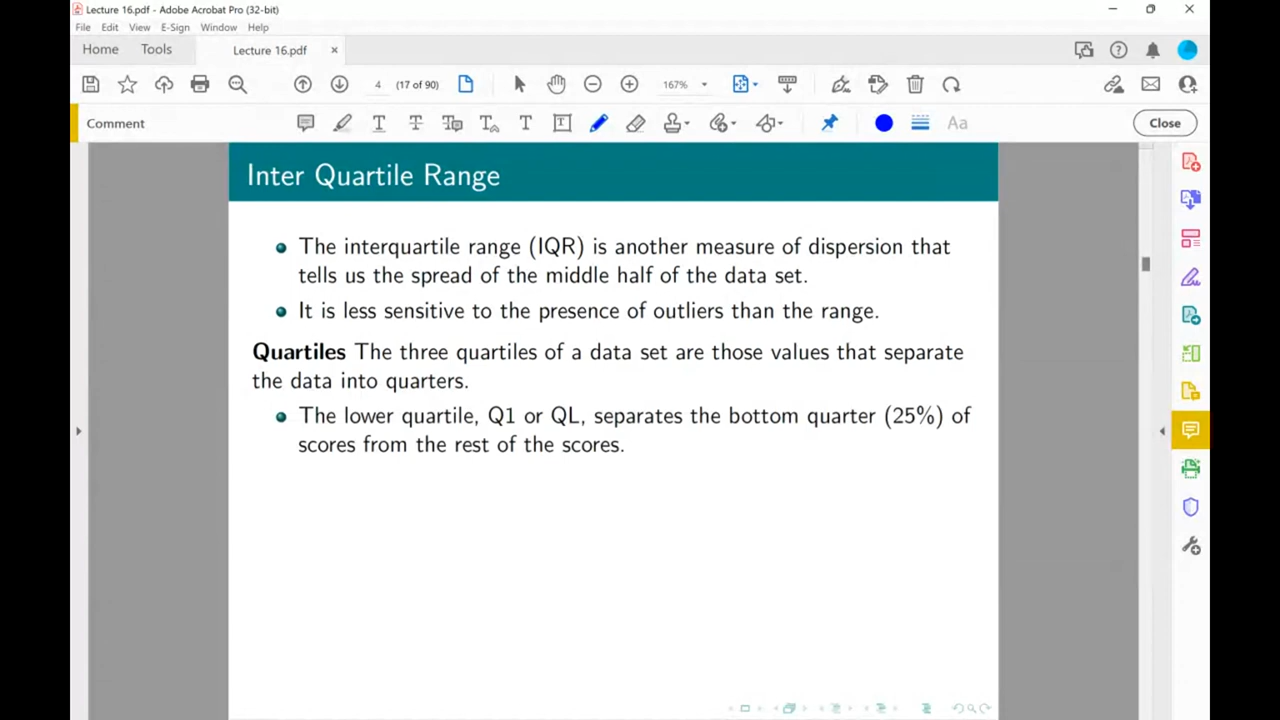 Lecture 16.pdf - Adobe Acrobat Pro (32-bit)
File Edit View E-Sign Window Help
Home Tools Lecture 16.pdf ×
4 (17 of 90) 167%
Comment Aa Close
Inter Quartile Range
The interquartile range (IQR) is another measure of dispersion that
tells us the spread of the middle half of the data set.
It is less sensitive to the presence of outliers than the range.
Quartiles The three quartiles of a data set are those values that separate
the data into quarters.
The lower quartile, Q1 or QL, separates the bottom quarter (25%) of
scores from the rest of the scores.